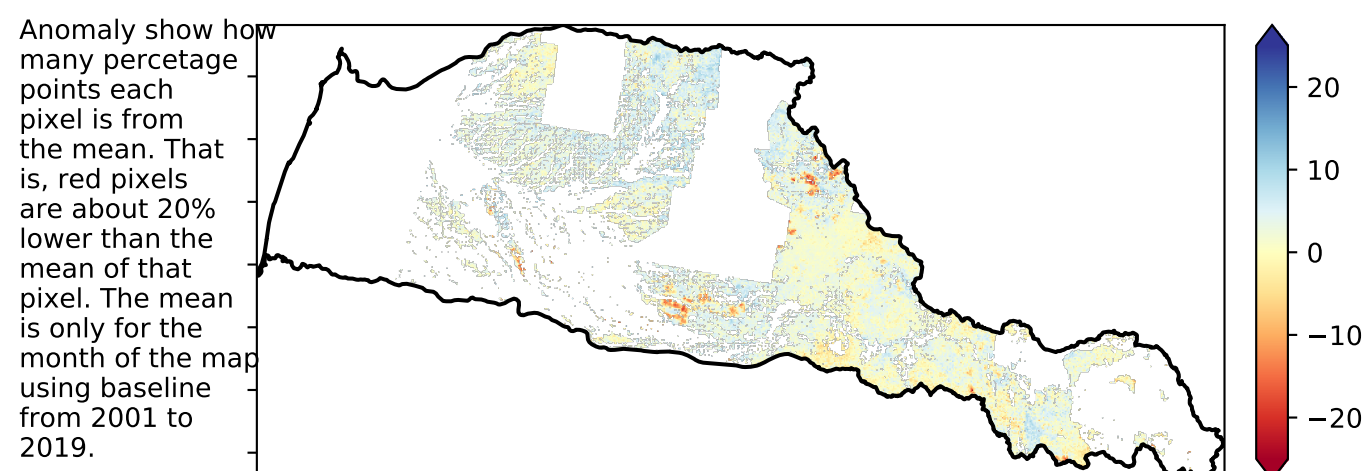 Anomaly show how
many percetage
points each
pixel is from
the mean. That
is, red pixels
are about 20%
lower than the
mean of that
pixel. The mean
is only for the
month of the map
using baseline
from 2001 to
2019.
20
10
0
−10
−20